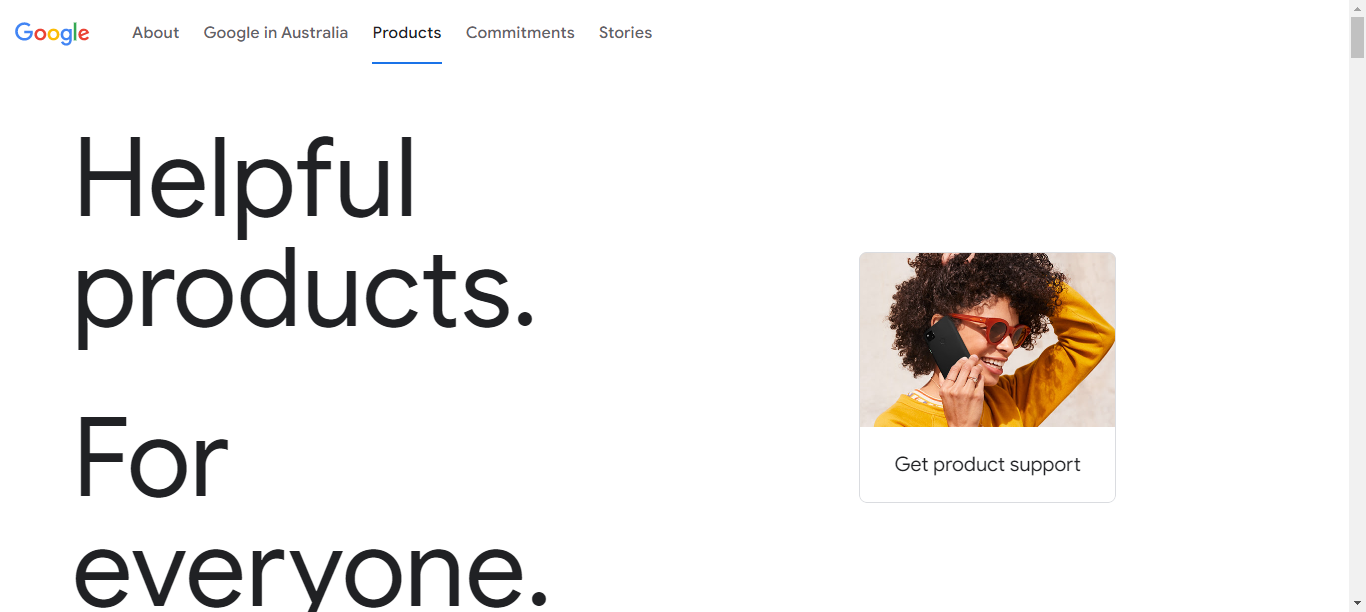 Google About Google in Australia Products Commitments Stories
Helpful
products.
For
everyone.
Get product support